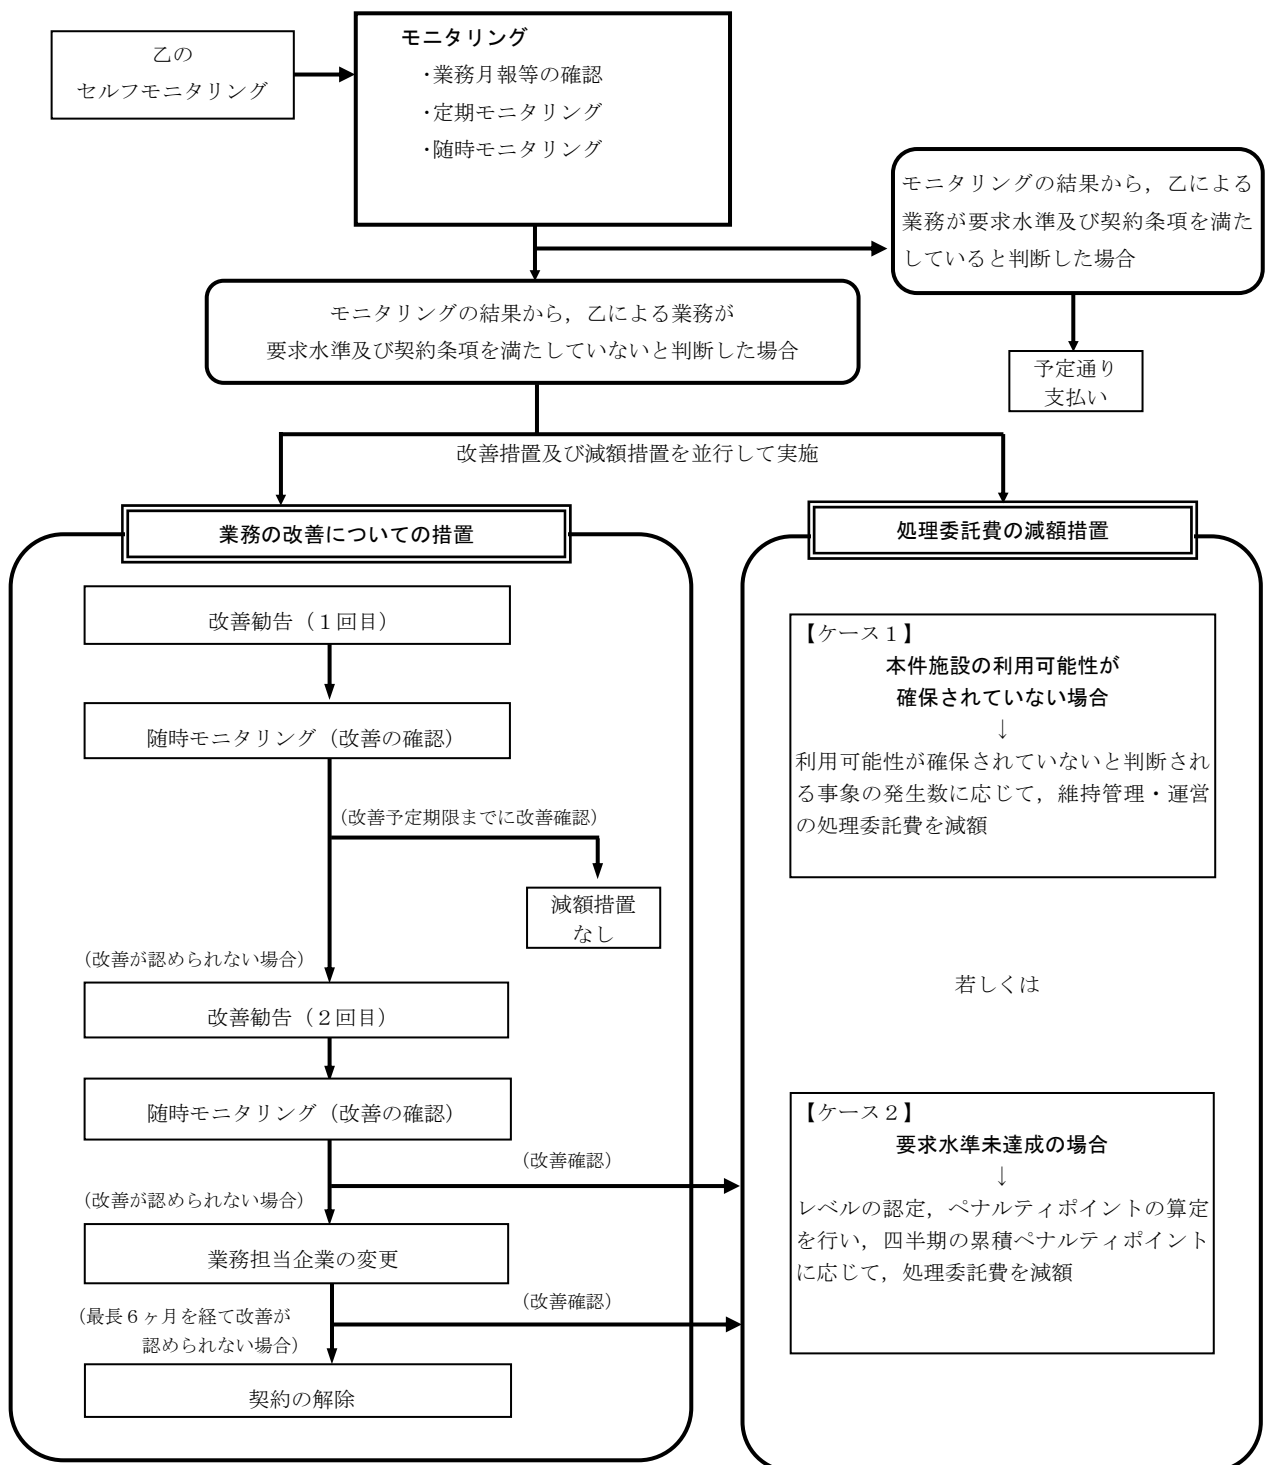 乙の
セルフモニタリング
モニタリング
・業務月報等の確認
・定期モニタリング
・随時モニタリング
モニタリングの結果から，乙による
業務が要求水準及び契約条項を満た
していると判断した場合
モニタリングの結果から，乙による業務が
要求水準及び契約条項を満たしていないと判断した場合
予定通り
支払い
改善措置及び減額措置を並行して実施
業務の改善についての措置
改善勧告（１回目）
随時モニタリング（改善の確認）
（改善予定期限までに改善確認）
減額措置
なし
（改善が認められない場合）
改善勧告（２回目）
随時モニタリング（改善の確認）
（改善確認）
（改善が認められない場合）
業務担当企業の変更
（改善確認）
（最長６ヶ月を経て改善が
認められない場合）
契約の解除
処理委託費の減額措置
【ケース１】
本件施設の利用可能性が
確保されていない場合
↓
利用可能性が確保されていないと判断され
る事象の発生数に応じて，維持管理・運営
の処理委託費を減額
若しくは
【ケース２】
要求水準未達成の場合
↓
レベルの認定，ペナルティポイントの算定
を行い，四半期の累積ペナルティポイント
に応じて，処理委託費を減額